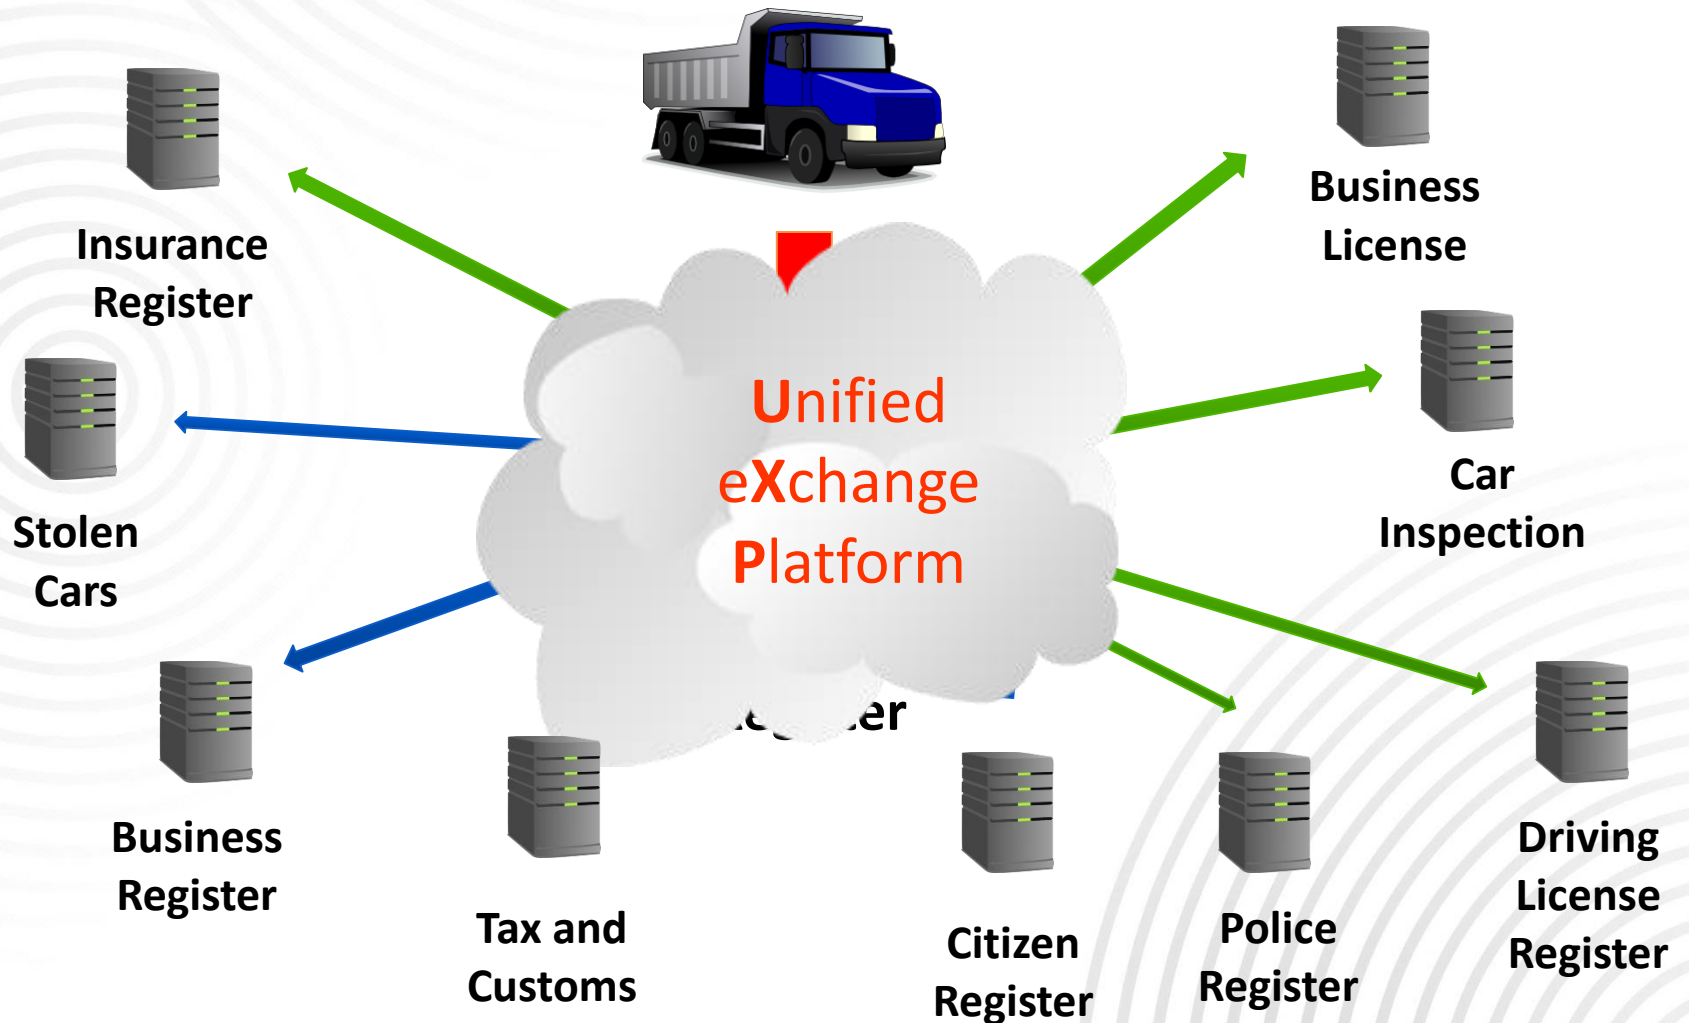 Business
License
Insurance
Register
Unified
eXchange
Platform
Car
Inspection
Stolen
Cars
Business
Register
Tax and
Customs
Citizen
Register
Police
Register
Driving
License
Register